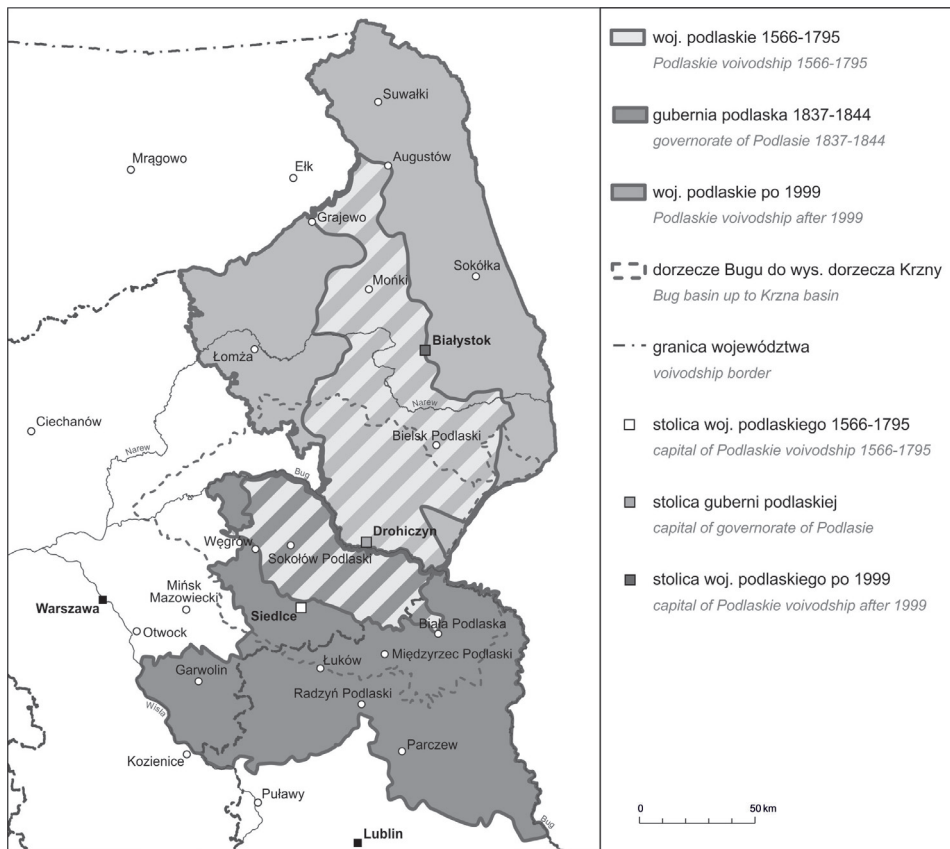 Suwałki
Augustów
Mrągowo
Ełk
Grajewo
Sokółka
Mońki
Białystok
Łomża
Narew
Ciechanów
Bielsk Podlaski
Narew
Bug
Drohiczyn
Węgrów
Sokołów Podlaski
Mińsk
Mazowiecki
Warszawa
Siedlce
Biała Podlaska
Otwock
Międzyrzec Podlaski
Łuków
Garwolin
Radzyń Podlaski
Wisła
Parczew
Kozienice
Puławy
Bug
Lublin
woj. podlaskie 1566-1795
Podlaskie voivodship 1566-1795
gubernia podlaska 1837-1844
governorate of Podlasie 1837-1844
woj. podlaskie po 1999
Podlaskie voivodship after 1999
dorzecze Bugu do wys. dorzecza Krzny
Bug basin up to Krzna basin
granica województwa
voivodship border
stolica woj. podlaskiego 1566-1795
capital of Podlaskie voivodship 1566-1795
stolica guberni podlaskiej
capital of governorate of Podlasie
stolica woj. podlaskiego po 1999
capital of Podlaskie voivodship after 1999
0 50 km